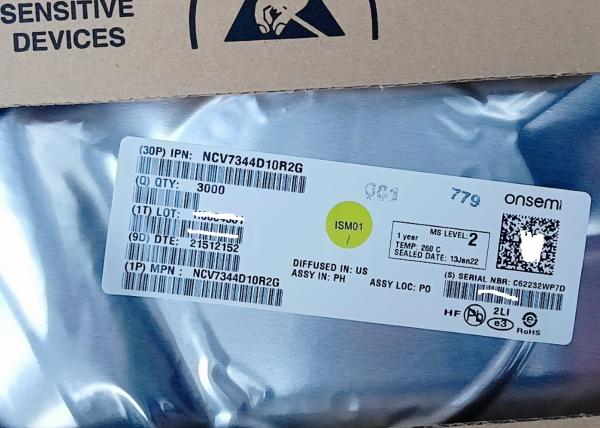 SENSITIVE
DEVICES
(30P) IPN: NCV7344D10R2G
(Q) QTY: 3000
(1T) LOT:
(9D) DTE: 21512152
(1P) MPN : NCV7344D10R2G
ISM01
779
onsemi
1 year MS LEVEL: 2
TEMP: 260 C
SEALED DATE: 13Jan22
DIFFUSED IN: US
ASSY IN: PH
ASSY LOC: PO
(S) SERIAL NBR: C62232WP7D
HF Pb 2LI
e3 RoHS